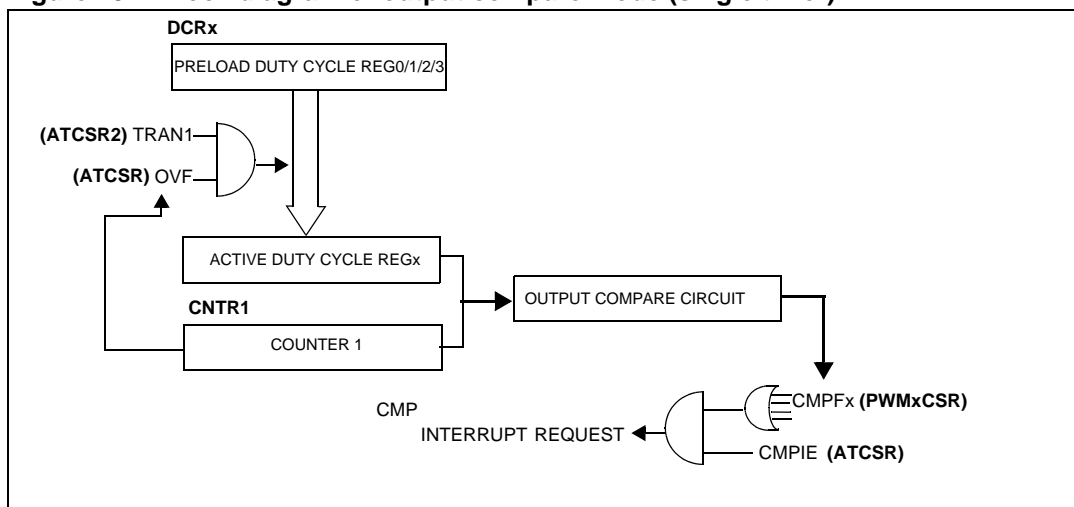 DCRx
PRELOAD DUTY CYCLE REG0/1/2/3
(ATCSR2) TRAN1
(ATCSR) OVF
ACTIVE DUTY CYCLE REGx
CNTR1
OUTPUT COMPARE CIRCUIT
COUNTER 1
CMPFx (PWMxCSR)
CMP
INTERRUPT REQUEST
CMPIE (ATCSR)